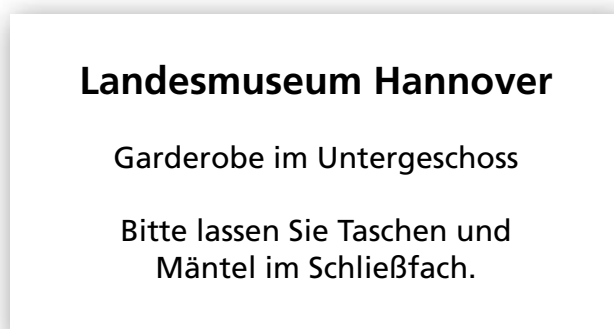 Landesmuseum Hannover
Garderobe im Untergeschoss
Bitte lassen Sie Taschen und
Mäntel im Schließfach.